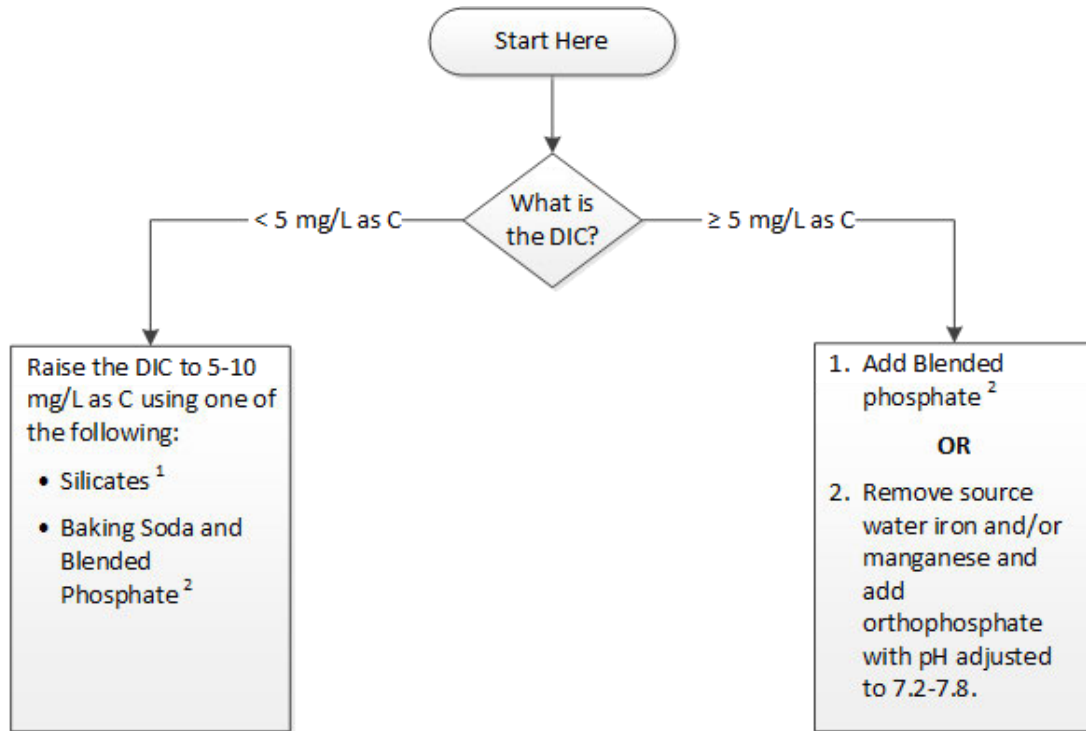 Start Here
What is
the DIC?
< 5 mg/L as C
≥ 5 mg/L as C
Raise the DIC to 5-10
mg/L as C using one of
the following:
• Silicates 1
• Baking Soda and
Blended
Phosphate 2
1. Add Blended
phosphate 2
OR
2. Remove source
water iron and/or
manganese and
add
orthophosphate
with pH adjusted
to 7.2-7.8.